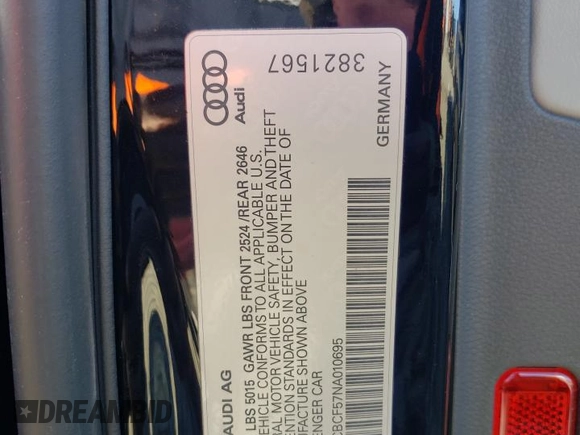 Audi
3821567
GERMANY
AUDI AG
LBS 5015 GAWR LBS FRONT 2524 /REAR 2646
VEHICLE CONFORMS TO ALL APPLICABLE U.S.
MOTOR VEHICLE SAFETY, BUMPER AND THEFT
STANDARDS IN EFFECT ON THE DATE OF
SHOWN ABOVE
CAR
CF57NA010695
DREAMBID